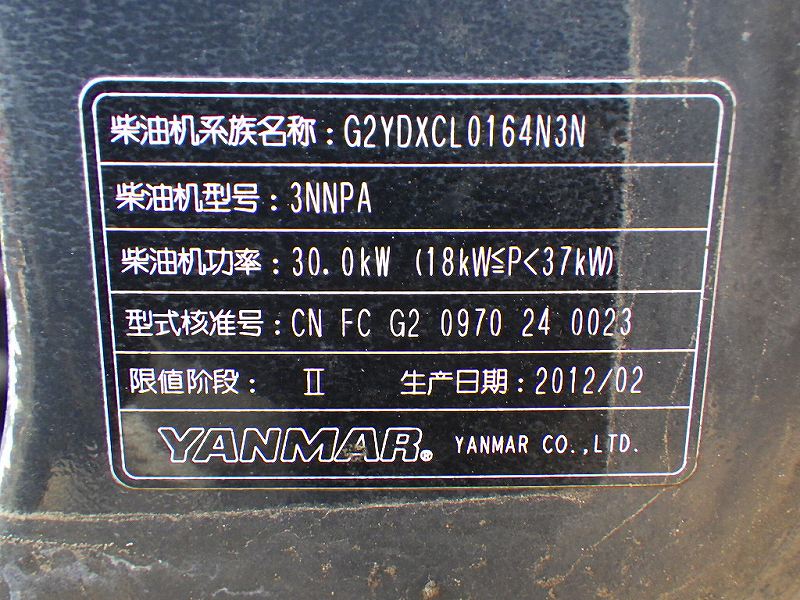 柴油机系族名称：G2YDXCL0164N3N
柴油机型号：3NNPA
柴油机功率：30.0kW (18kW≦P<37kW)
型式核准号：CN FC G2 0970 24 0023
限值阶段： Ⅱ 生产日期：2012/02
YANMAR® YANMAR CO.,LTD.